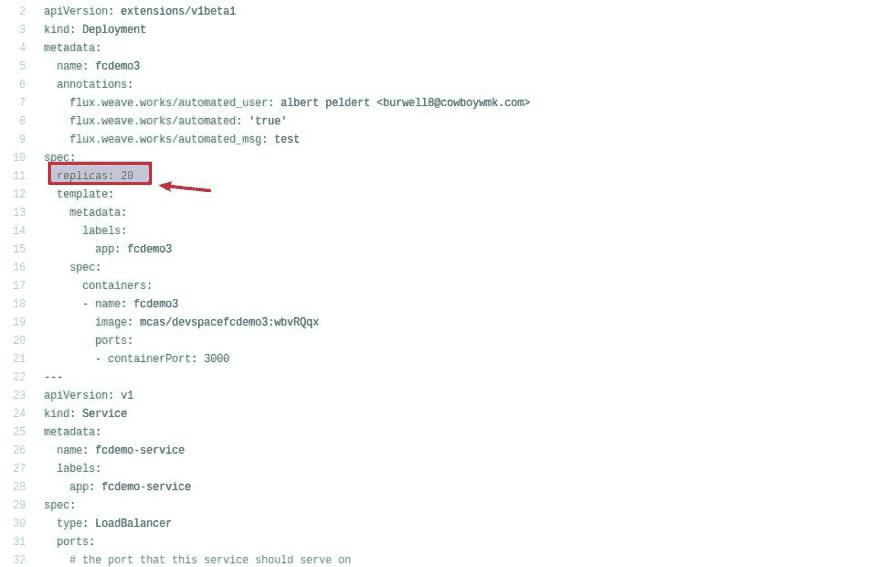 2 apiVersion: extensions/v1beta1
3 kind: Deployment
4 metadata:
5   name: fcdemo3
6   annotations:
7     flux.weave.works/automated_user: albert peldert <burwell8@cowboywmk.com>
8     flux.weave.works/automated: 'true'
9     flux.weave.works/automated_msg: test
10 spec:
11   replicas: 20
12   template:
13     metadata:
14       labels:
15         app: fcdemo3
16     spec:
17       containers:
18       - name: fcdemo3
19         image: mcas/devspacefcdemo3:wbvRQqx
20         ports:
21         - containerPort: 3000
22 ---
23 apiVersion: v1
24 kind: Service
25 metadata:
26   name: fcdemo-service
27   labels:
28     app: fcdemo-service
29 spec:
30   type: LoadBalancer
31   ports:
32     # the port that this service should serve on